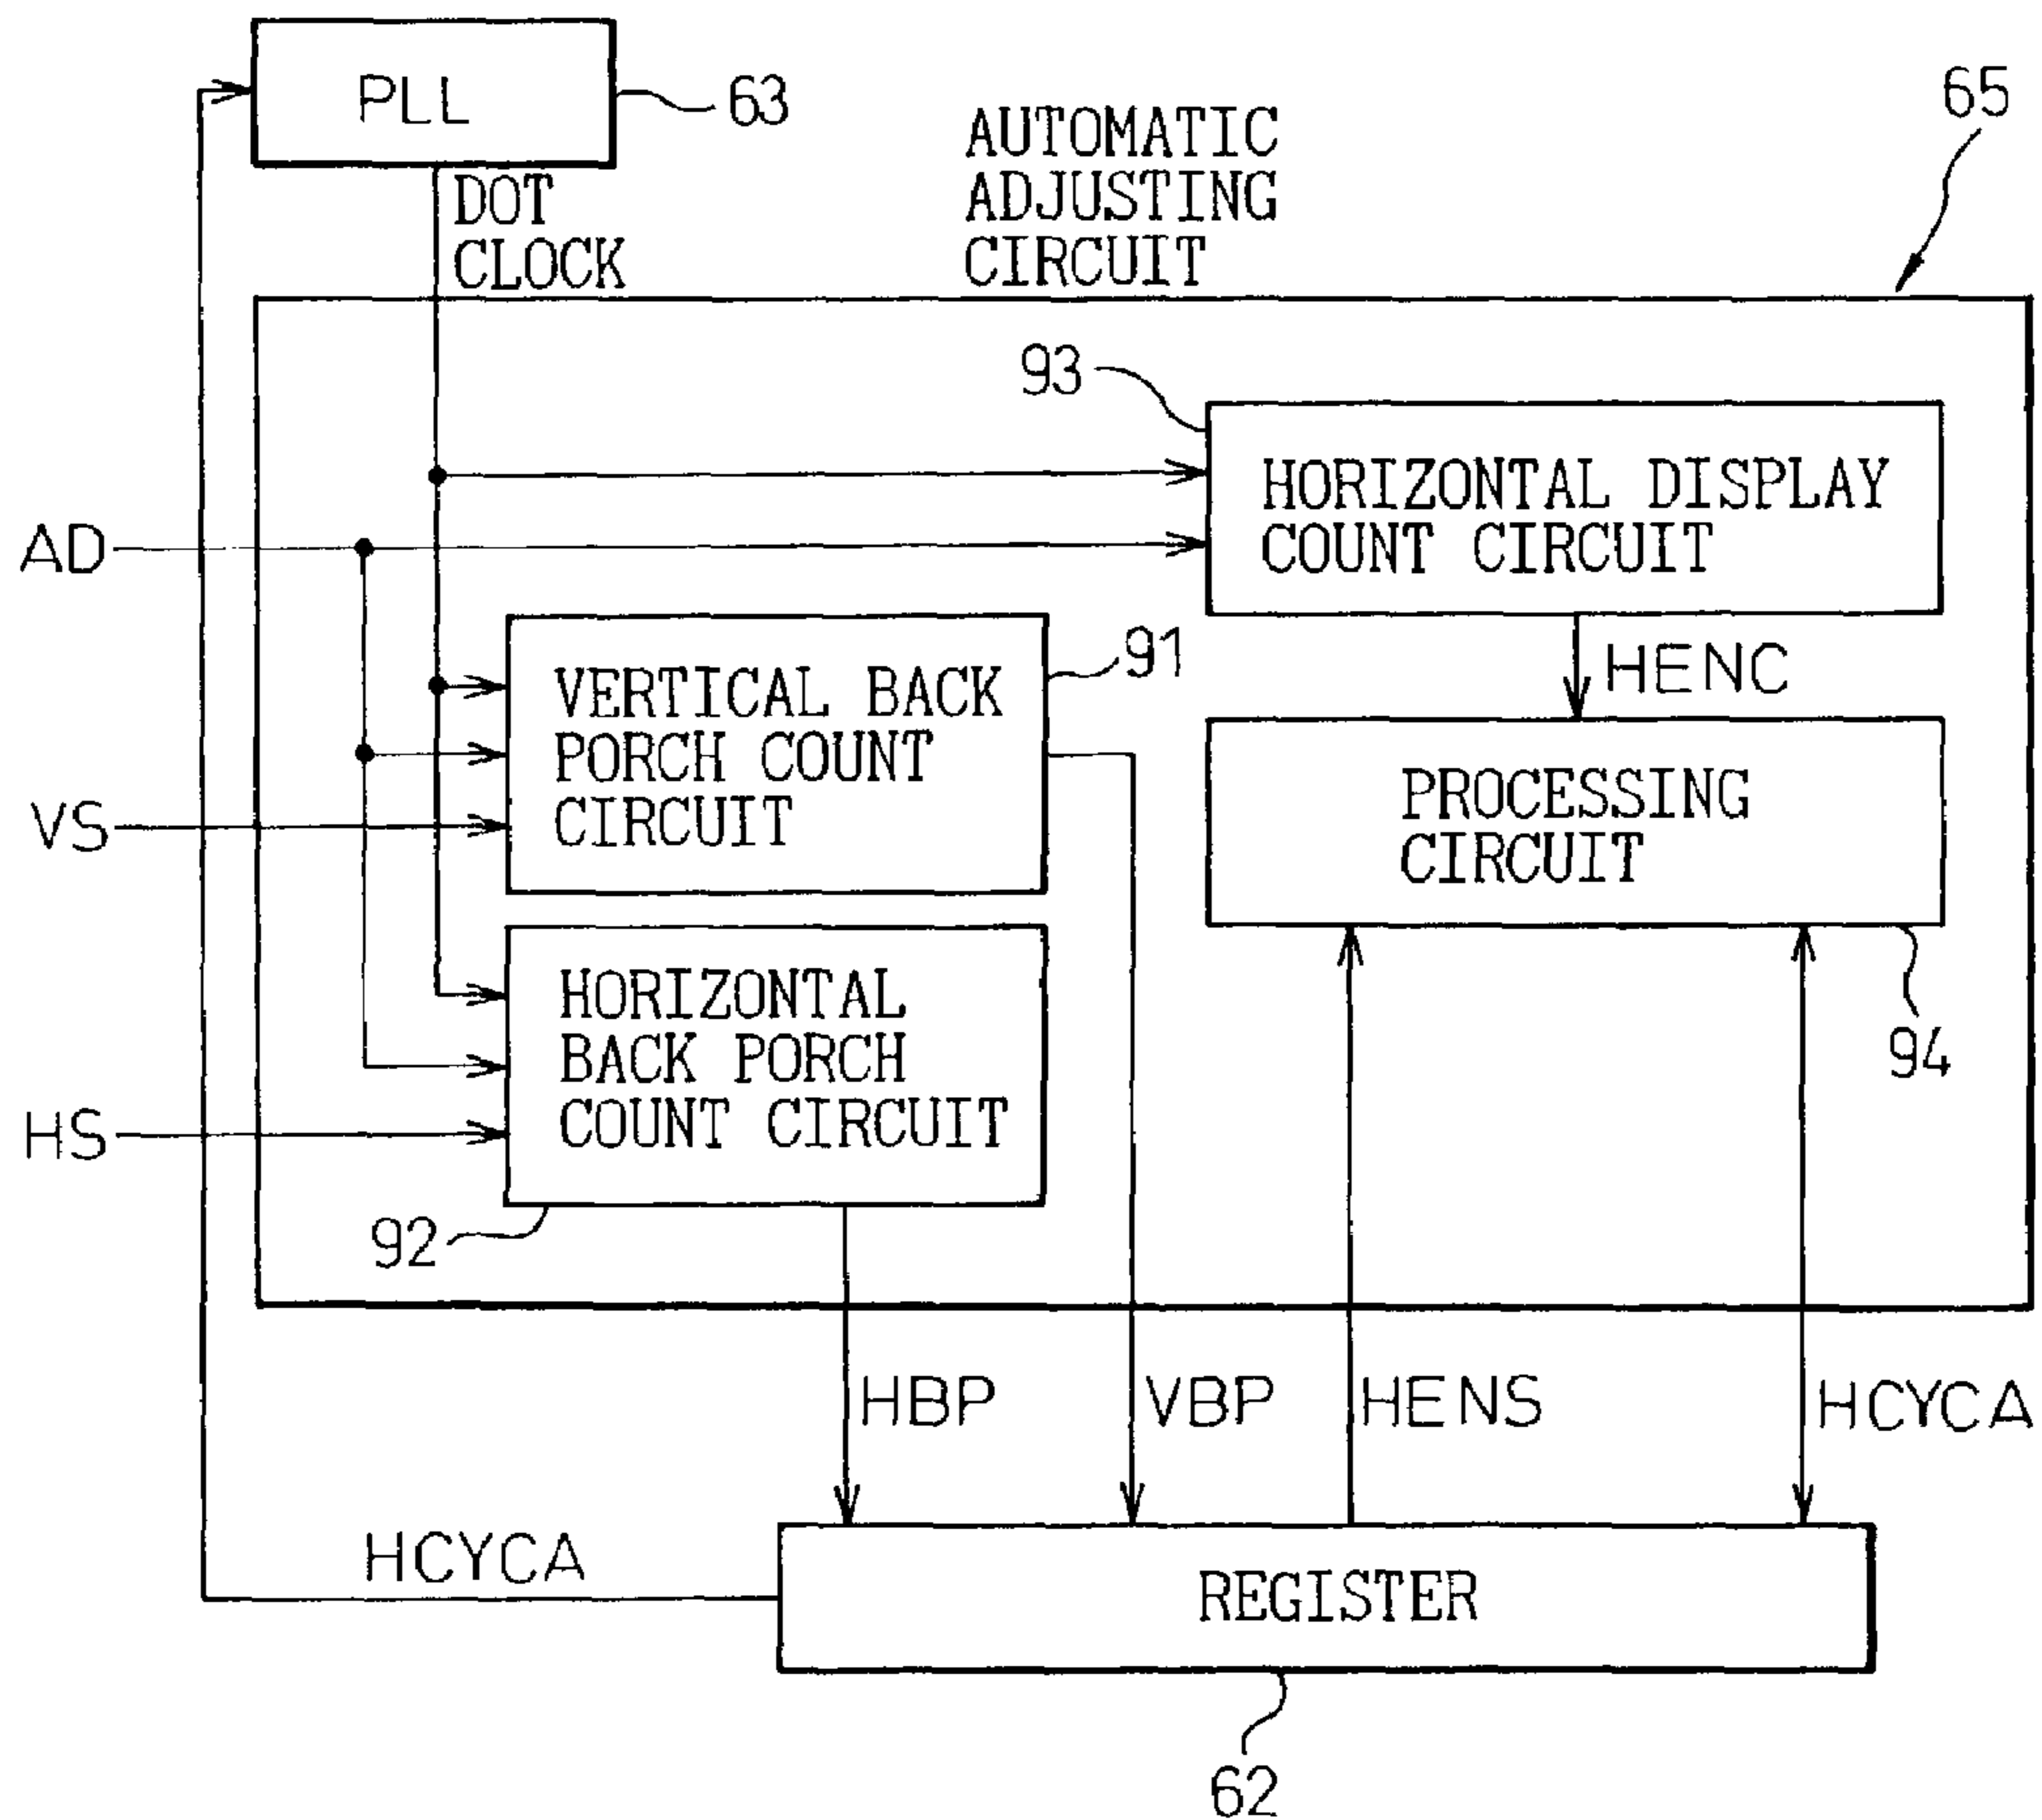 PLL
63
DOT
CLOCK
AUTOMATIC
ADJUSTING
CIRCUIT
65
93
HORIZONTAL DISPLAY
COUNT CIRCUIT
AD
HENC
91
VERTICAL BACK
PORCH COUNT
CIRCUIT
VS
PROCESSING
CIRCUIT
94
HORIZONTAL
BACK PORCH
COUNT CIRCUIT
HS
92
HBP
VBP
HENS
HCYCA
HCYCA
REGISTER
62